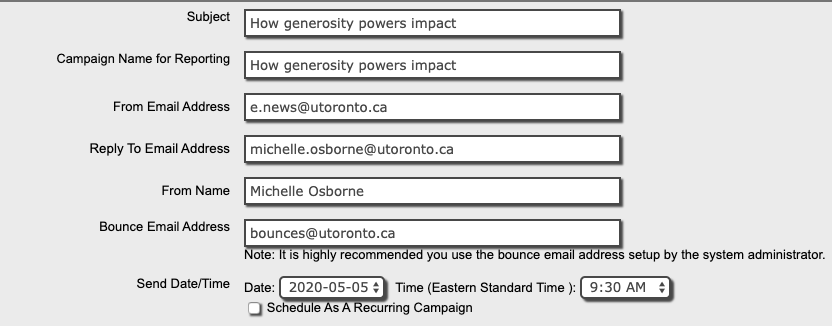 Subject How generosity powers impact
Campaign Name for Reporting How generosity powers impact
From Email Address e.news@utoronto.ca
Reply To Email Address michelle.osborne@utoronto.ca
From Name Michelle Osborne
Bounce Email Address bounces@utoronto.ca
Note: It is highly recommended you use the bounce email address setup by the system administrator.
Send Date/Time Date: 2020-05-05 Time (Eastern Standard Time ): 9:30 AM
Schedule As A Recurring Campaign